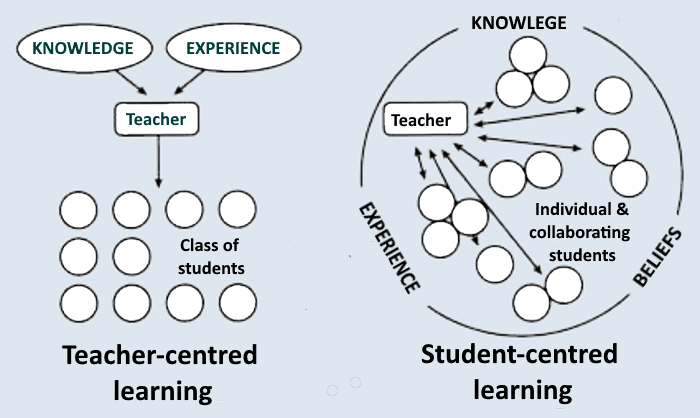 KNOWLEDGE
EXPERIENCE
Teacher
Class of
students
Teacher-centred
learning
KNOWLEGE
Teacher
Individual &
collaborating
students
EXPERIENCE
BELIEFS
Student-centred
learning